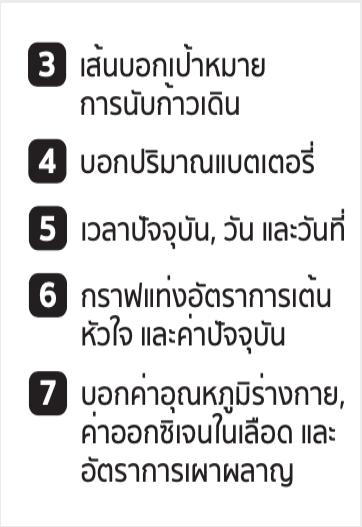 3 เส้นบอกเป้าหมาย
การนับก้าวเดิน
4 บอกปริมาณแบตเตอรี่
5 เวลาปัจจุบัน, วัน และวันที่
6 กราฟแท่งอัตราการเต้น
หัวใจ และค่าปัจจุบัน
7 บอกค่าอุณหภูมิร่างกาย,
ค่าออกซิเจนในเลือด และ
อัตราการเผาผลาญ